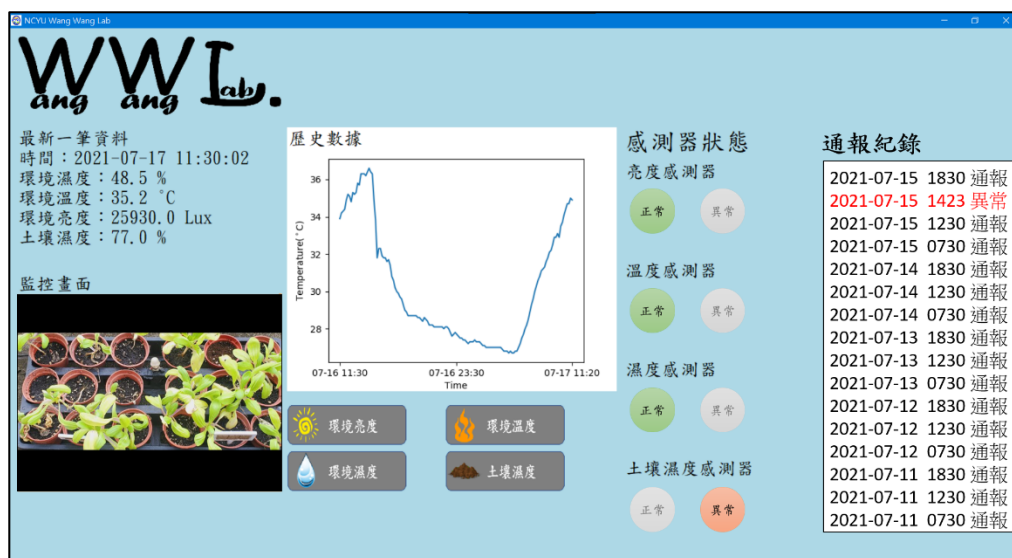 NCYU Wang Wang Lab
Wang Wang Lab.
最新一筆資料
時間：2021-07-17 11:30:02
環境濕度：48.5 %
環境溫度：35.2 °C
環境亮度：25930.0 Lux
土壤濕度：77.0 %
監控畫面
歷史數據
Temperature(°C)
36
34
32
30
28
07-16 11:30
07-16 23:30
07-17 11:20
Time
環境亮度
環境溫度
環境濕度
土壤濕度
感測器狀態
亮度感測器
正常 異常
溫度感測器
正常 異常
濕度感測器
正常 異常
土壤濕度感測器
正常 異常
通報紀錄
2021-07-15 1830 通報
2021-07-15 1423 異常
2021-07-15 1230 通報
2021-07-15 0730 通報
2021-07-14 1830 通報
2021-07-14 1230 通報
2021-07-14 0730 通報
2021-07-13 1830 通報
2021-07-13 1230 通報
2021-07-13 0730 通報
2021-07-12 1830 通報
2021-07-12 1230 通報
2021-07-12 0730 通報
2021-07-11 1830 通報
2021-07-11 1230 通報
2021-07-11 0730 通報